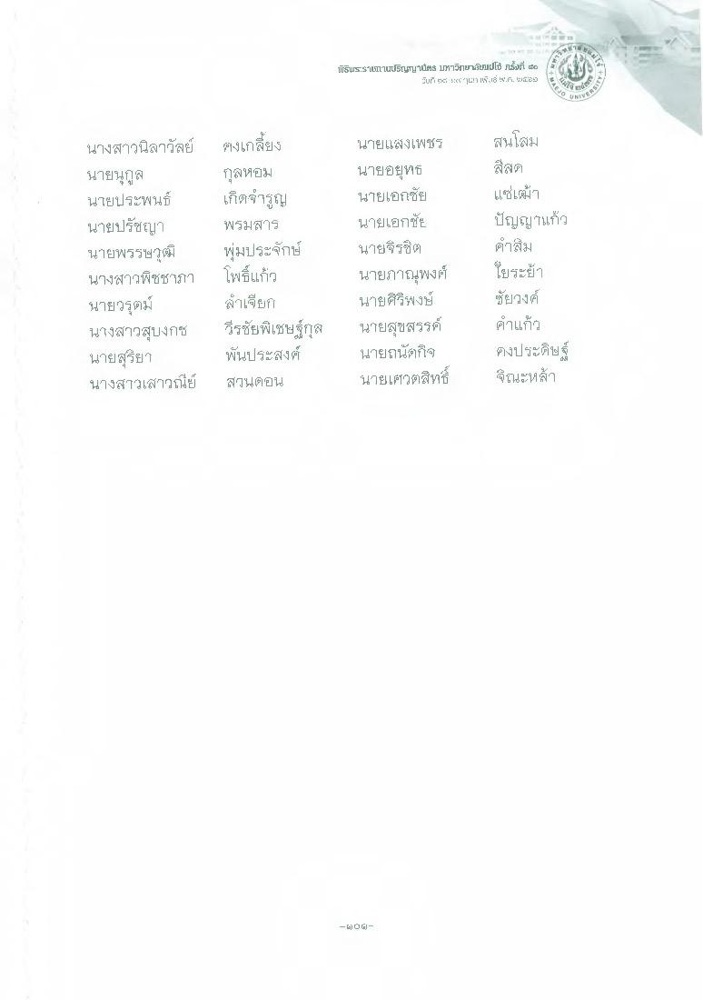 พิธีพระราชทานปริญญาบัตร มหาวิทยาลัยแม่โจ้ ครั้งที่ ๔๐
กุมภาพันธ์ พ.ศ. ๒๕๖๑
MAEJO UNIVERSITY
นางสาวนิลาวัลย์ คงเกลี้ยง
นายนุกูล กุลหอม
นายประพนธ์ เกิดจำรูญ
นายปรัชญา พรมสาร
นายพรรษวุฒิ พุ่มประจักษ์
นางสาวพิชชาภา โพธิ์แก้ว
นายวรุตม์ ลำเจียก
นางสาวสุบงกช วีรชัยพิเชษฐ์กุล
นายสุริยา พันประสงค์
นางสาวเสาวณีย์ สวนดอน
นายแสงเพชร สนโสม
นายอยุทธ สีสด
นายเอกชัย แซ่เฒ้า
นายเอกชัย ปัญญาแก้ว
นายจิรชิต คำสิม
นายภาณุพงศ์ ใยระย้า
นายศิริพงษ์ ชัยวงค์
นายสุขสรรค์ คำแก้ว
นายถนัดกิจ คงประดิษฐ์
นายเศวตสิทธิ์ จิณะหล้า
-๑๐๑-